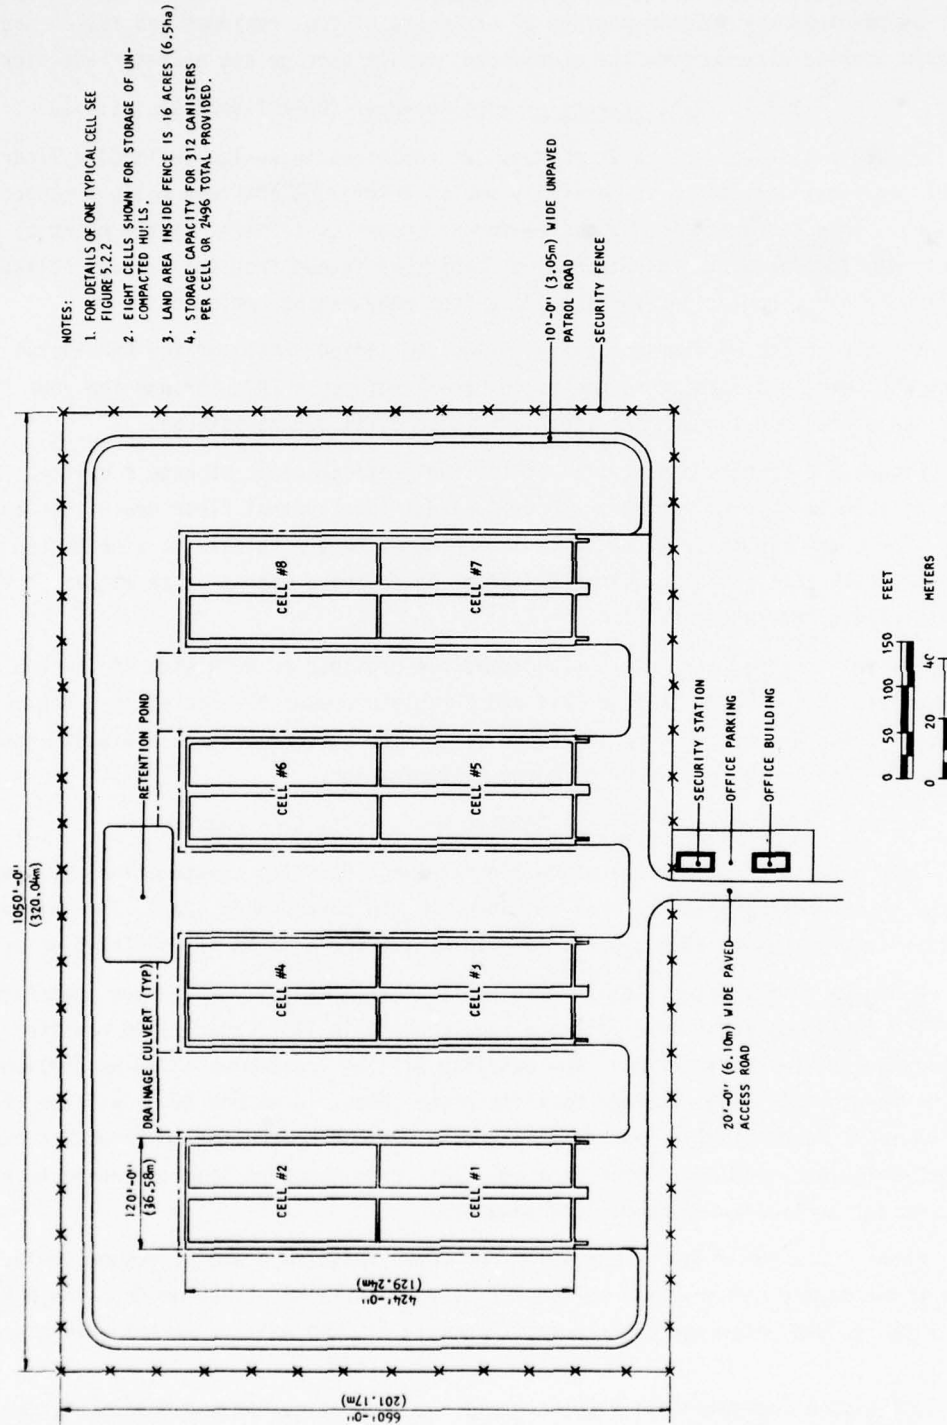 NOTES:
1. FOR DETAILS OF ONE TYPICAL CELL SEE
FIGURE 5.2.2
2. EIGHT CELLS SHOWN FOR STORAGE OF UN-
COMPACTED HULLS.
3. LAND AREA INSIDE FENCE IS 16 ACRES (6.5ha)
4. STORAGE CAPACITY FOR 312 CANISTERS
PER CELL OR 2496 TOTAL PROVIDED.
1050'-0"
(320.04m)
660'-0"
(201.17m)
120'-0"
(36.58m)
424'-0"
(129.24m)
DRAINAGE CULVERT (TYP)
RETENTION POND
CELL #2
CELL #4
CELL #6
CELL #8
CELL #1
CELL #3
CELL #5
CELL #7
10'-0" (3.05m) WIDE UNPAVED
PATROL ROAD
SECURITY FENCE
20'-0" (6.10m) WIDE PAVED
ACCESS ROAD
SECURITY STATION
OFFICE PARKING
OFFICE BUILDING
0 50 100 150 FEET
0 20 40 METERS